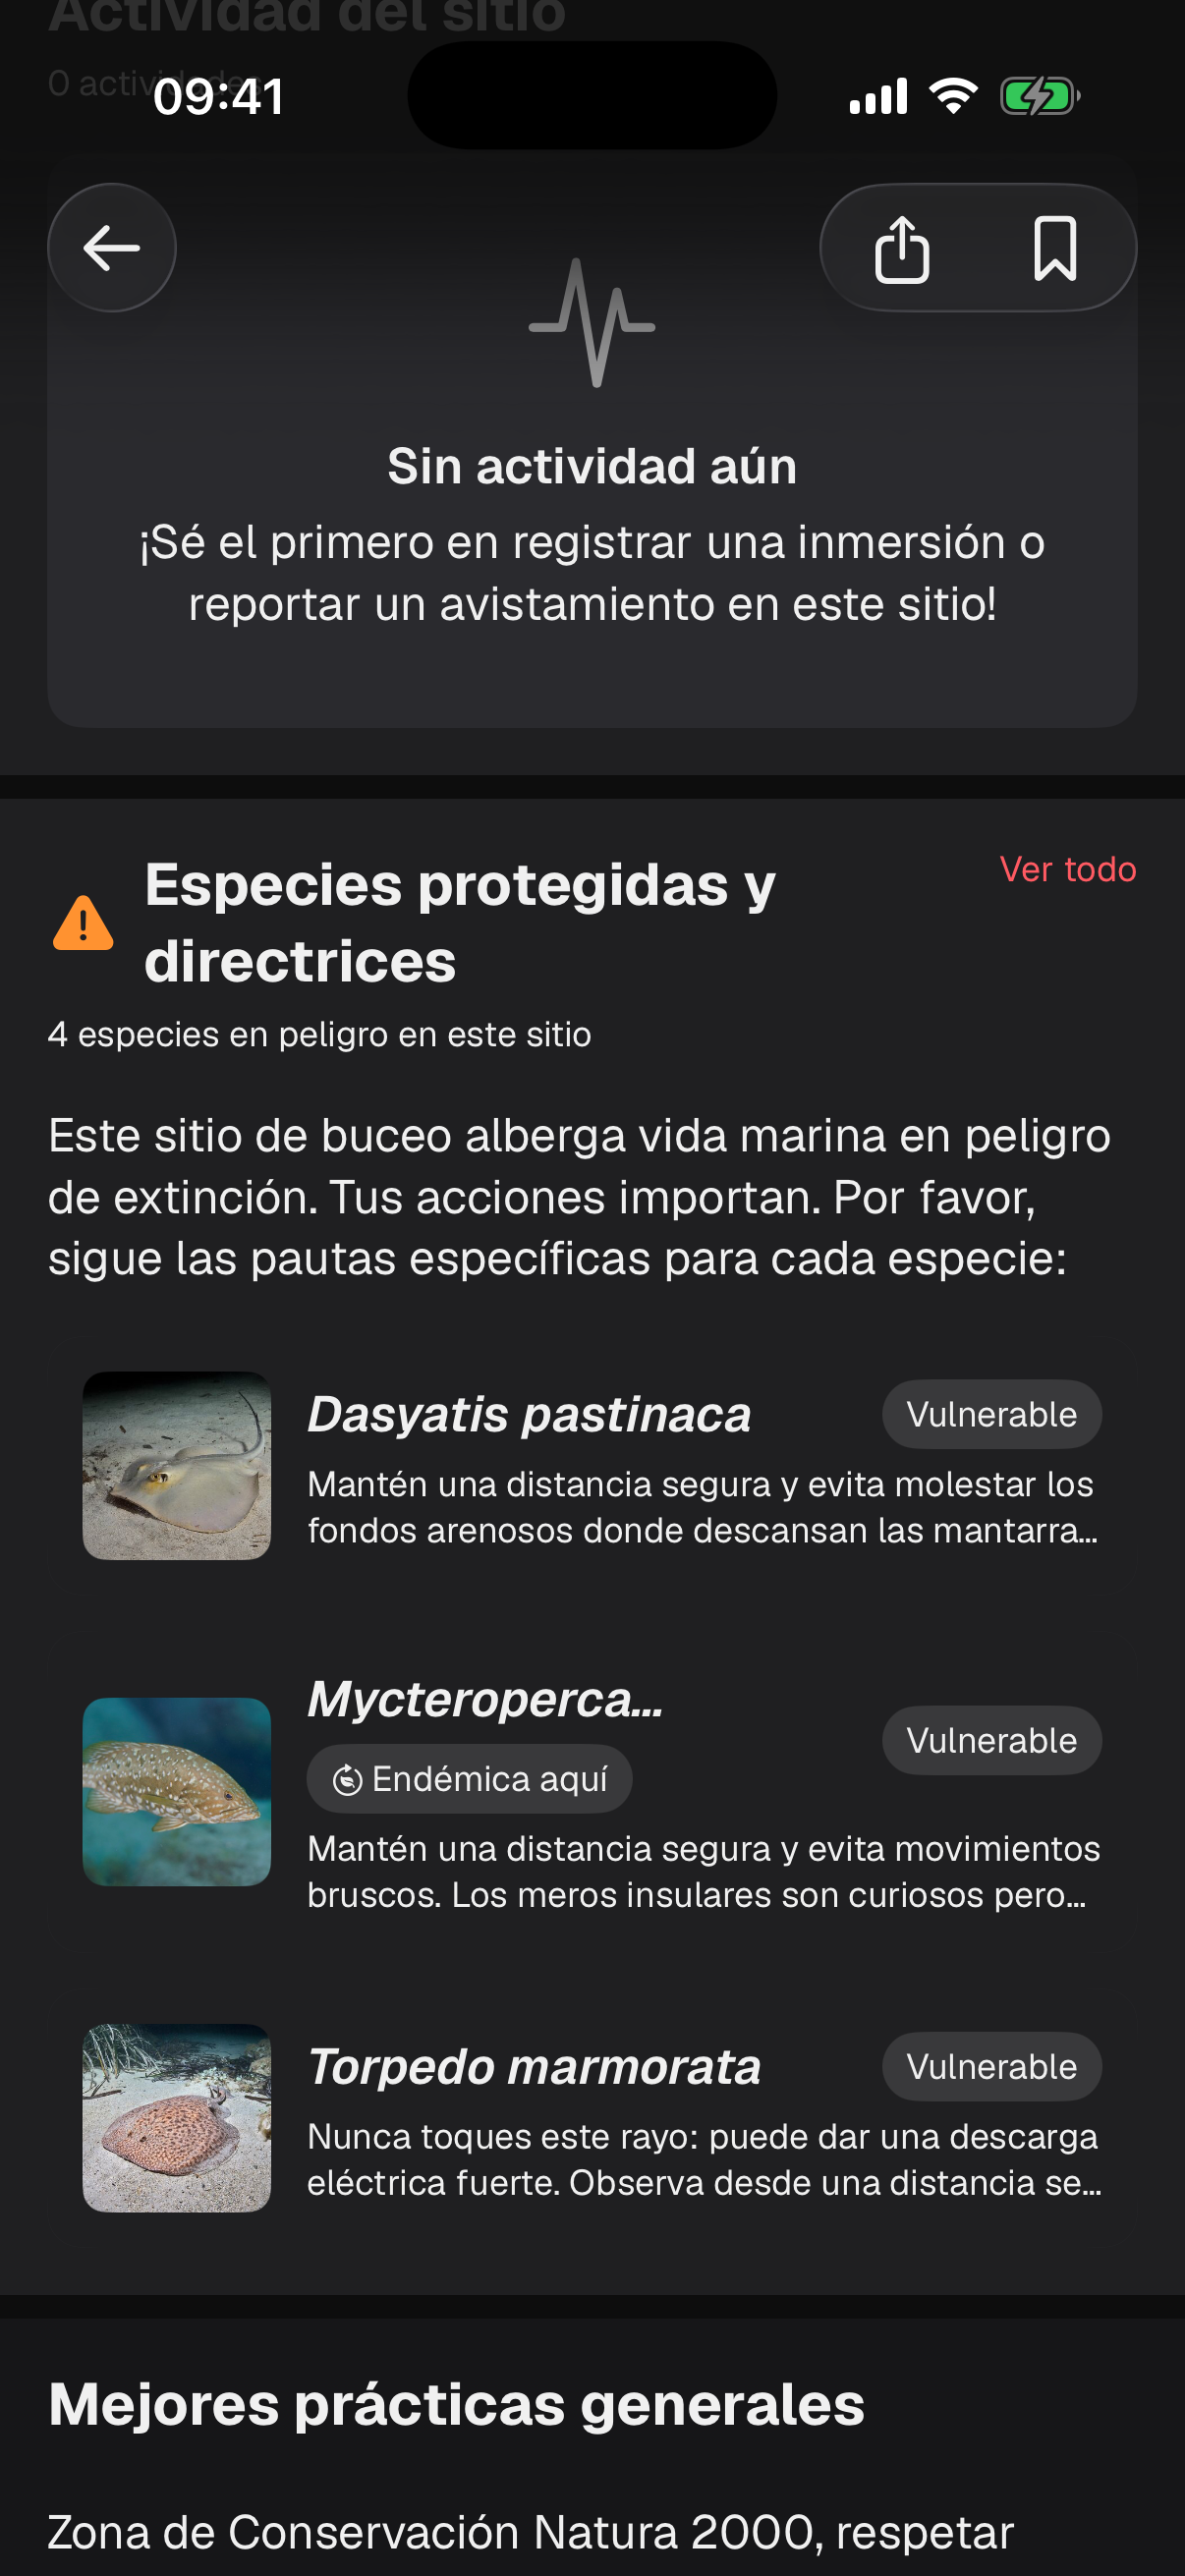 Actividad del sitio
0 actividades
09:41
Sin actividad aún
¡Sé el primero en registrar una inmersión o
reportar un avistamiento en este sitio!
Especies protegidas y
directrices
Ver todo
4 especies en peligro en este sitio
Este sitio de buceo alberga vida marina en peligro
de extinción. Tus acciones importan. Por favor,
sigue las pautas específicas para cada especie:
Dasyatis pastinaca
Vulnerable
Mantén una distancia segura y evita molestar los
fondos arenosos donde descansan las mantarra...
Mycteroperca...
Vulnerable
Endémica aquí
Mantén una distancia segura y evita movimientos
bruscos. Los meros insulares son curiosos pero...
Torpedo marmorata
Vulnerable
Nunca toques este rayo: puede dar una descarga
eléctrica fuerte. Observa desde una distancia se...
Mejores prácticas generales
Zona de Conservación Natura 2000, respetar